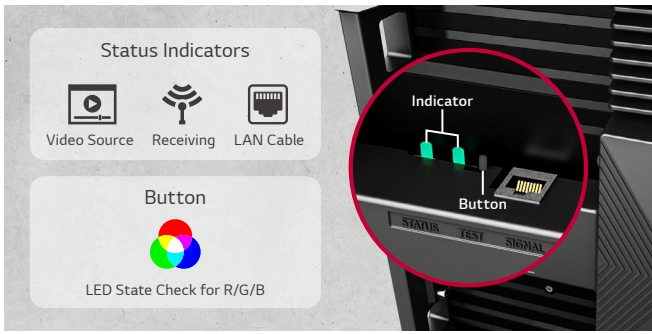 Status Indicators
Video Source
Receiving
LAN Cable
Button
LED State Check for R/G/B
Indicator
Button
STATUS
TEST
SIGNAL